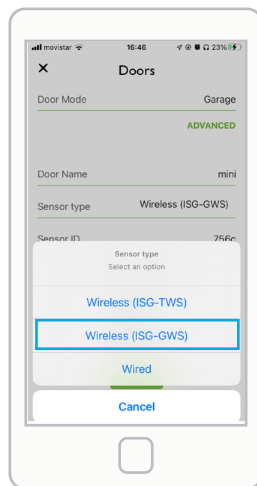 movistar 16:46 23%
× Doors
Door Mode Garage
ADVANCED
Door Name mini
Sensor type Wireless (ISG-GWS)
Sensor ID 756c
Sensor type
Select an option
Wireless (ISG-TWS)
Wireless (ISG-GWS)
Wired
Cancel